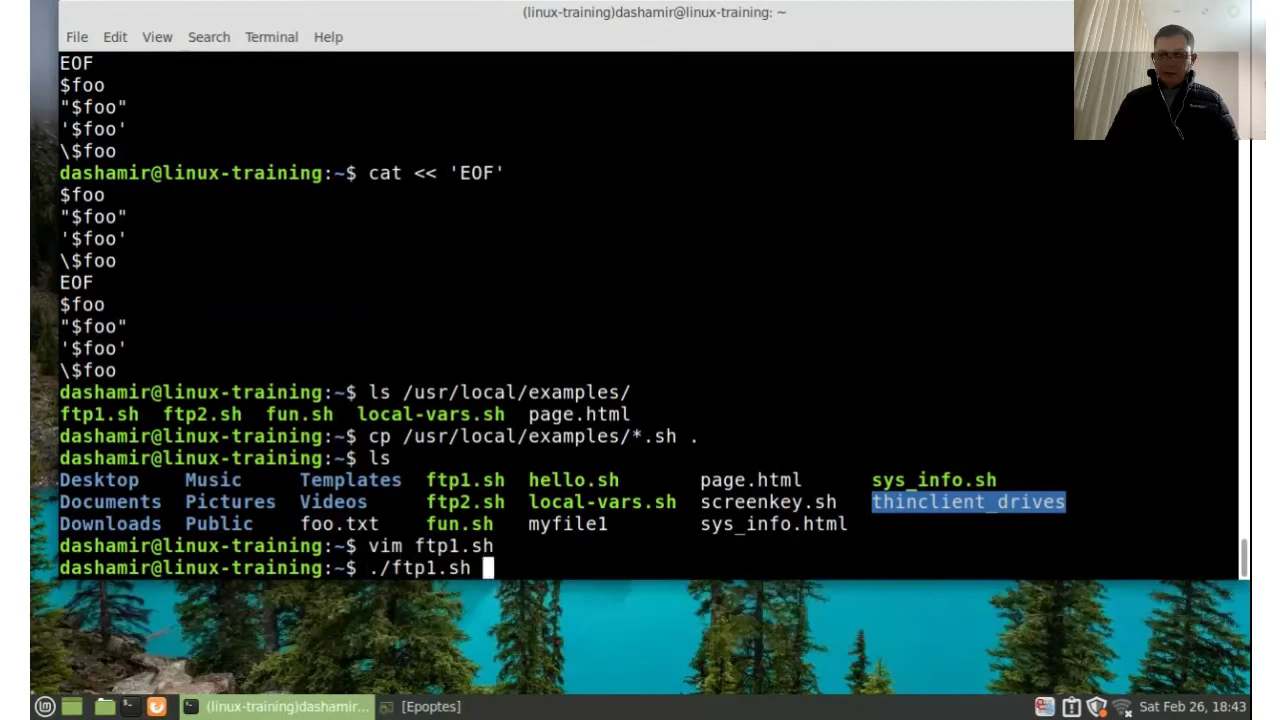 (linux-training)dashamir@linux-training: ~
File Edit View Search Terminal Help
EOF
$foo
"$foo"
'$foo'
\$foo
dashamir@linux-training:~$ cat << 'EOF'
$foo
"$foo"
'$foo'
\$foo
EOF
$foo
"$foo"
'$foo'
\$foo
dashamir@linux-training:~$ ls /usr/local/examples/
ftp1.sh ftp2.sh fun.sh local-vars.sh page.html
dashamir@linux-training:~$ cp /usr/local/examples/*.sh .
dashamir@linux-training:~$ ls
Desktop Music Templates ftp1.sh hello.sh page.html sys_info.sh
Documents Pictures Videos ftp2.sh local-vars.sh screenkey.sh thinclient_drives
Downloads Public foo.txt fun.sh myfile1 sys_info.html
dashamir@linux-training:~$ vim ftp1.sh
dashamir@linux-training:~$ ./ftp1.sh
(linux-training)dashamir... [Epoptes] Sat Feb 26, 18:43